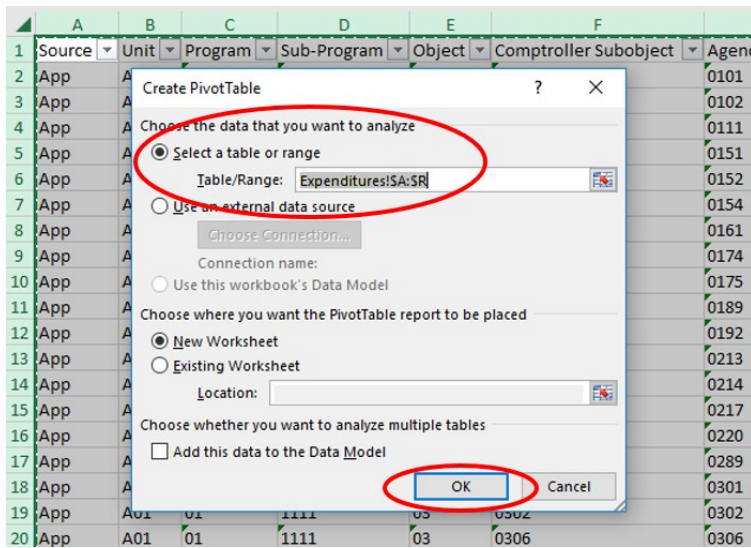 A B C D E F
1 Source Unit Program Sub-Program Object Comptroller Subobject Agen
2 App A 0101
3 App A 0102
4 App A 0111
5 App A 0151
6 App A 0152
7 App A 0154
8 App A 0161
9 App A 0174
10 App A 0175
11 App A 0189
12 App A 0192
13 App A 0213
14 App A 0214
15 App A 0217
16 App A 0220
17 App A 0289
18 App A 0301
19 App A01 01 1111 03 0302 0302
20 App A01 01 1111 03 0306 0306
Create PivotTable ? ×
Choose the data that you want to analyze
Select a table or range
Table/Range: Expenditures!$A:$R
Use an external data source
Choose Connection...
Connection name:
Use this workbook's Data Model
Choose where you want the PivotTable report to be placed
New Worksheet
Existing Worksheet
Location:
Choose whether you want to analyze multiple tables
Add this data to the Data Model
OK Cancel